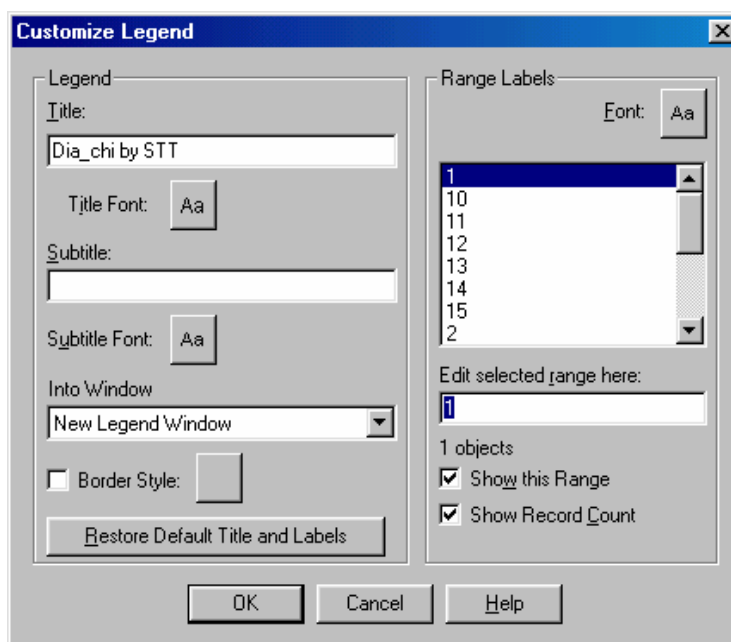 Customize Legend
Legend
Title:
Dia_chi by STT
Title Font: Aa
Subtitle:
Subtitle Font: Aa
Into Window
New Legend Window
Border Style:
Restore Default Title and Labels
Range Labels
Font: Aa
1
10
11
12
13
14
15
2
Edit selected range here:
1
1 objects
Show this Range
Show Record Count
OK Cancel Help